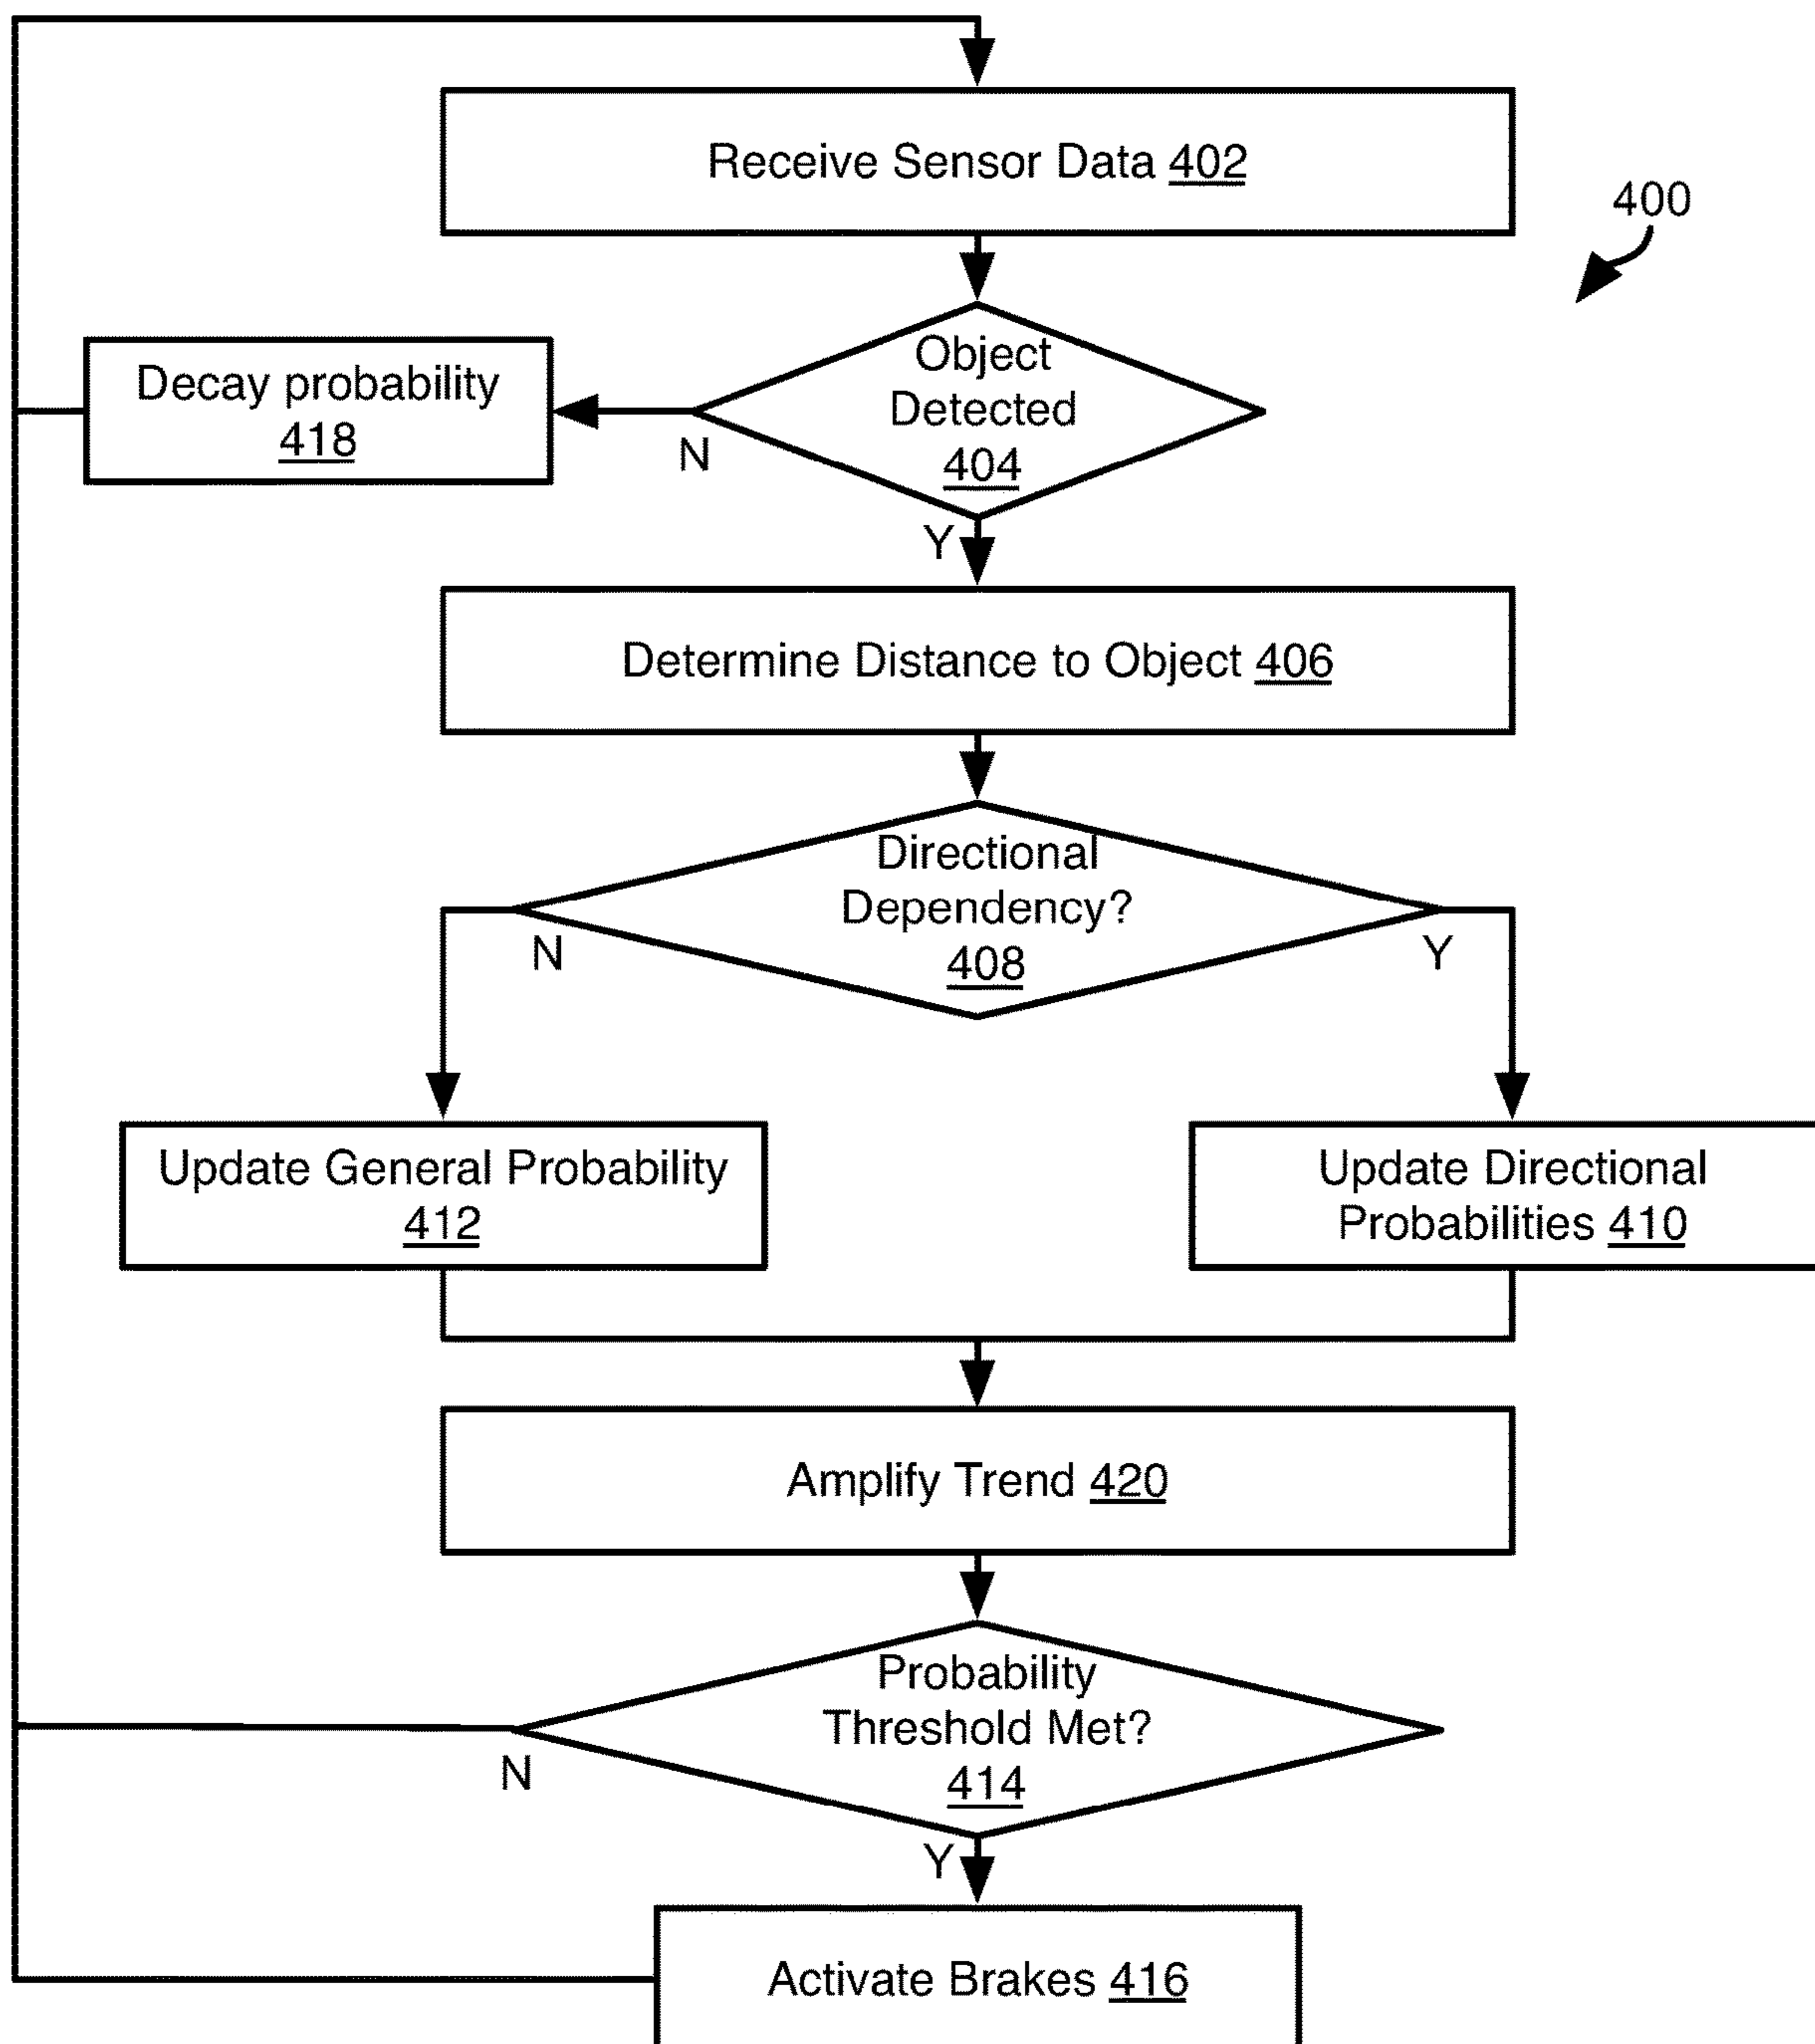 Receive Sensor Data 402
400
Object
Detected
404
Decay probability
418
N
Y
Determine Distance to Object 406
Directional
Dependency?
408
N
Y
Update General Probability
412
Update Directional
Probabilities 410
Amplify Trend 420
Probability
Threshold Met?
414
N
Y
Activate Brakes 416